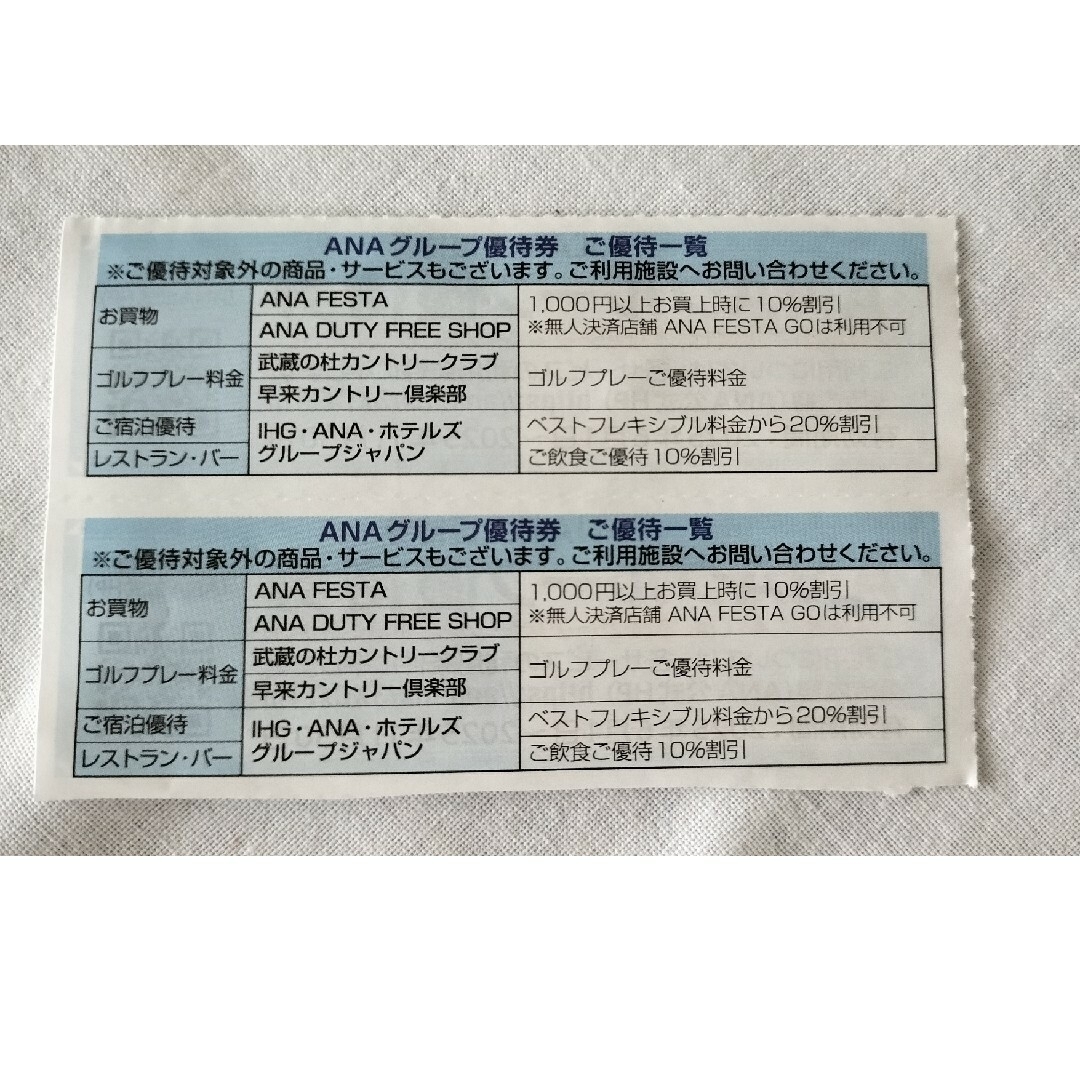 ANAグループ優待券 ご優待一覧
※ご優待対象外の商品・サービスもございます。ご利用施設へお問い合わせください。
お買物
ANA FESTA
ANA DUTY FREE SHOP
1,000円以上お買上時に10%割引
※無人決済店舗 ANA FESTA GOは利用不可
ゴルフプレー料金
武蔵の杜カントリークラブ
早来カントリー倶楽部
ゴルフプレーご優待料金
ご宿泊優待
レストラン・バー
IHG・ANA・ホテルズ
グループジャパン
ベストフレキシブル料金から20%割引
ご飲食ご優待10%割引
ANAグループ優待券 ご優待一覧
※ご優待対象外の商品・サービスもございます。ご利用施設へお問い合わせください。
お買物
ANA FESTA
ANA DUTY FREE SHOP
1,000円以上お買上時に10%割引
※無人決済店舗 ANA FESTA GOは利用不可
ゴルフプレー料金
武蔵の杜カントリークラブ
早来カントリー倶楽部
ゴルフプレーご優待料金
ご宿泊優待
レストラン・バー
IHG・ANA・ホテルズ
グループジャパン
ベストフレキシブル料金から20%割引
ご飲食ご優待10%割引